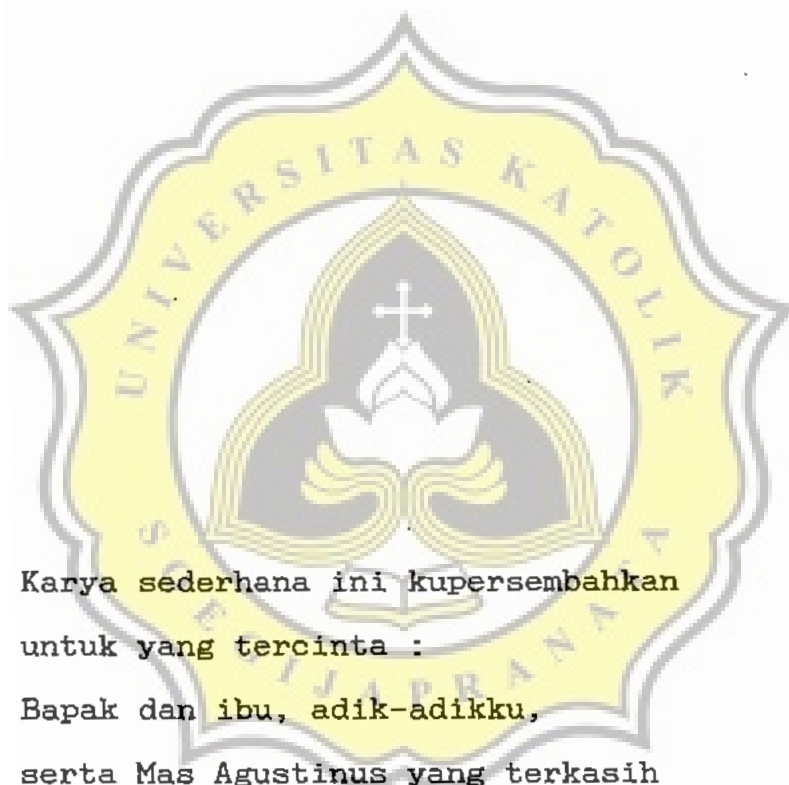 UNIVERSITAS KATOLIK
SOEGIJAPRANATA
Karya sederhana ini kupersembahkan
untuk yang tercinta :
Bapak dan ibu, adik-adikku,
serta Mas Agustinus yang terkasih